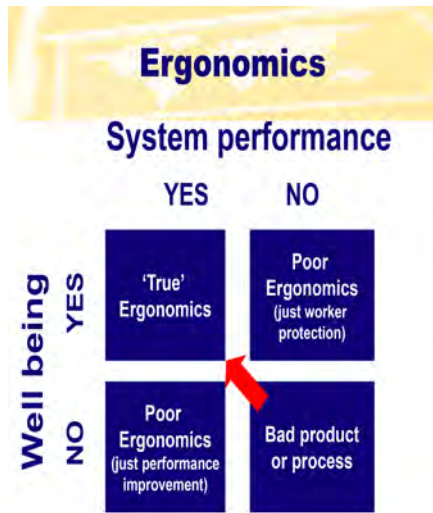 Ergonomics
System performance
YES NO
Well being
YES
‘True’
Ergonomics
Poor
Ergonomics
(just worker
protection)
NO
Poor
Ergonomics
(just performance
improvement)
Bad product
or process